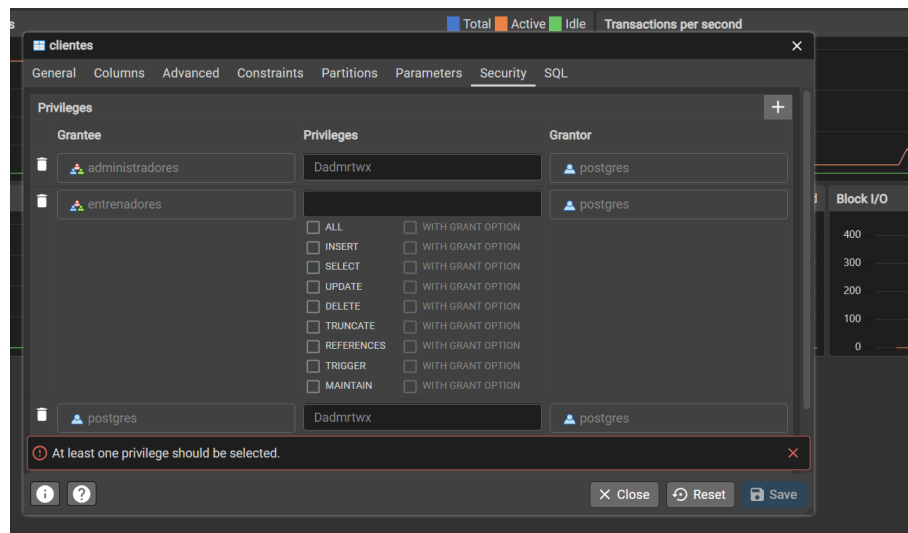 s
Total Active Idle Transactions per second
clientes
General Columns Advanced Constraints Partitions Parameters Security SQL
Privileges
Grantee Privileges Grantor
administradores Dadmrtwx postgres
entrenadores postgres
ALL WITH GRANT OPTION
INSERT WITH GRANT OPTION
SELECT WITH GRANT OPTION
UPDATE WITH GRANT OPTION
DELETE WITH GRANT OPTION
TRUNCATE WITH GRANT OPTION
REFERENCES WITH GRANT OPTION
TRIGGER WITH GRANT OPTION
MAINTAIN WITH GRANT OPTION
postgres Dadmrtwx postgres
At least one privilege should be selected.
Close Reset Save
d Block I/O
400
300
200
100
0